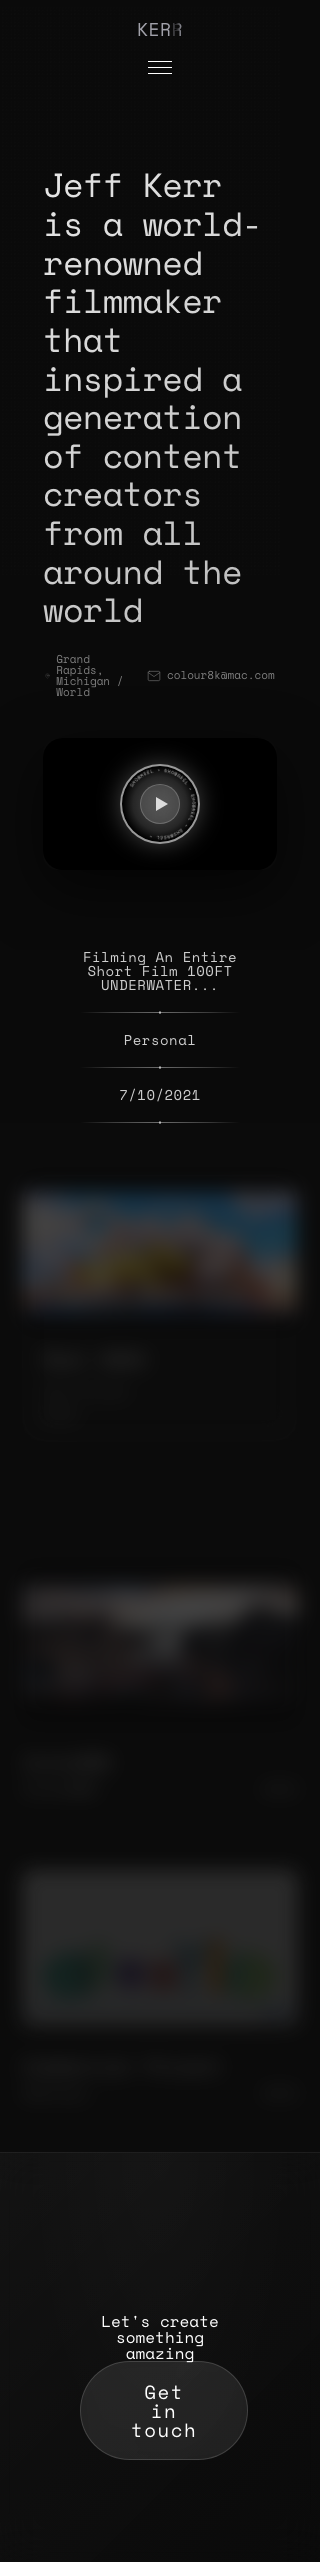 KERR
Jeff Kerr
is a world-
renowned
filmmaker
that
inspired a
generation
of content
creators
from all
around the
world
Grand
Rapids,
Michigan /
World
colour8k@mac.com
SHOWREEL • SHOWREEL • SHOWREEL • SHOWREEL •
Filming An Entire
Short Film 100FT
UNDERWATER...
Personal
7/10/2021
Let's create
something
amazing
Get
in
touch